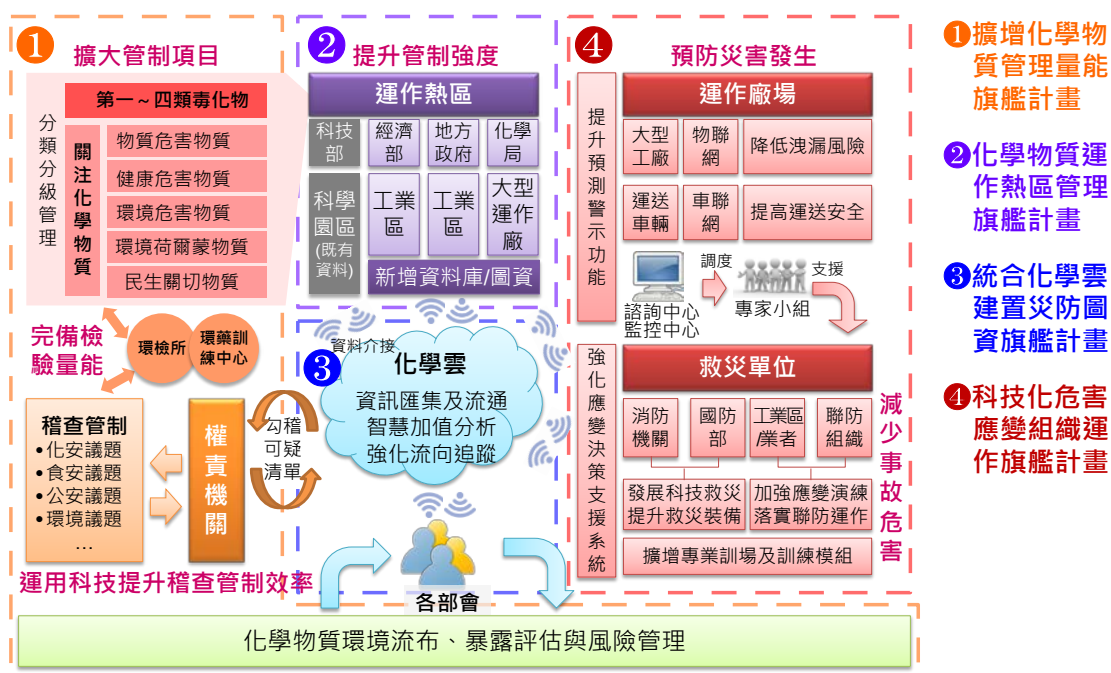 ❶
擴大管制項目
分類分級管理
第一~四類毒化物
關注化學物質
物質危害物質
健康危害物質
環境危害物質
環境荷爾蒙物質
民生關切物質
完備檢
驗量能
環檢所
環藥訓
練中心
稽查管制
•化安議題
•食安議題
•公安議題
•環境議題
…
權責機關
勾稽
可疑
清單
運用科技提升稽查管制效率
❷
提升管制強度
運作熱區
科技
部
經濟
部
地方
政府
化學
局
科學
園區
(既有
資料)
工業
區
工業
區
大型
運作
廠
新增資料庫/圖資
❸
資料介接
化學雲
資訊匯集及流通
智慧加值分析
強化流向追蹤
各部會
❹
預防災害發生
提升預測警示功能
運作廠場
大型
工廠
物聯
網
降低洩漏風險
運送
車輛
車聯
網
提高運送安全
諮詢中心
監控中心
調度
專家小組
支援
強化應變決策支援系統
救災單位
消防
機關
國防
部
工業區
/業者
聯防
組織
發展科技救災
提升救災裝備
加強應變演練
落實聯防運作
擴增專業訓場及訓練模組
減少事故危害
化學物質環境流布、暴露評估與風險管理
❶擴增化學物
質管理量能
旗艦計畫
❷化學物質運
作熱區管理
旗艦計畫
❸統合化學雲
建置災防圖
資旗艦計畫
❹科技化危害
應變組織運
作旗艦計畫